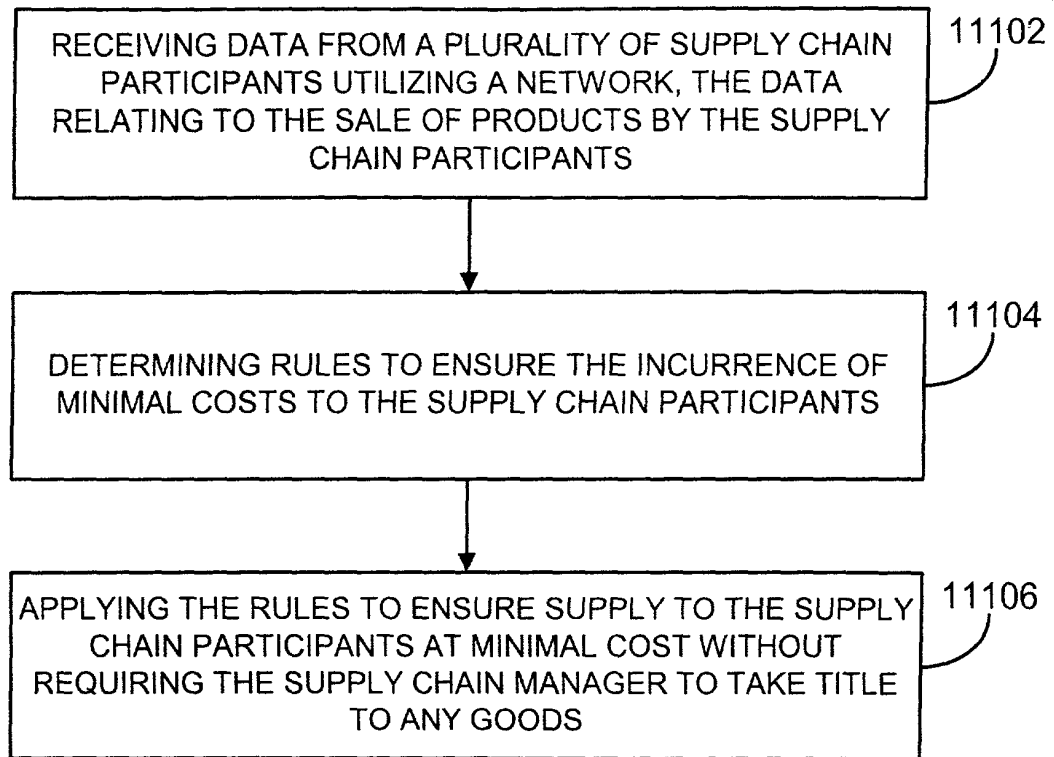 RECEIVING DATA FROM A PLURALITY OF SUPPLY CHAIN
PARTICIPANTS UTILIZING A NETWORK, THE DATA
RELATING TO THE SALE OF PRODUCTS BY THE SUPPLY
CHAIN PARTICIPANTS
11102
DETERMINING RULES TO ENSURE THE INCURRENCE OF
MINIMAL COSTS TO THE SUPPLY CHAIN PARTICIPANTS
11104
APPLYING THE RULES TO ENSURE SUPPLY TO THE SUPPLY
CHAIN PARTICIPANTS AT MINIMAL COST WITHOUT
REQUIRING THE SUPPLY CHAIN MANAGER TO TAKE TITLE
TO ANY GOODS
11106